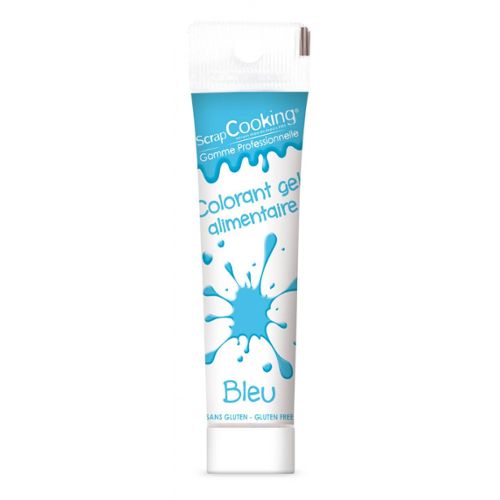 ScrapCooking®
Gamme Professionnelle
Colorant gel
alimentaire
Bleu
SANS GLUTEN - GLUTEN FREE